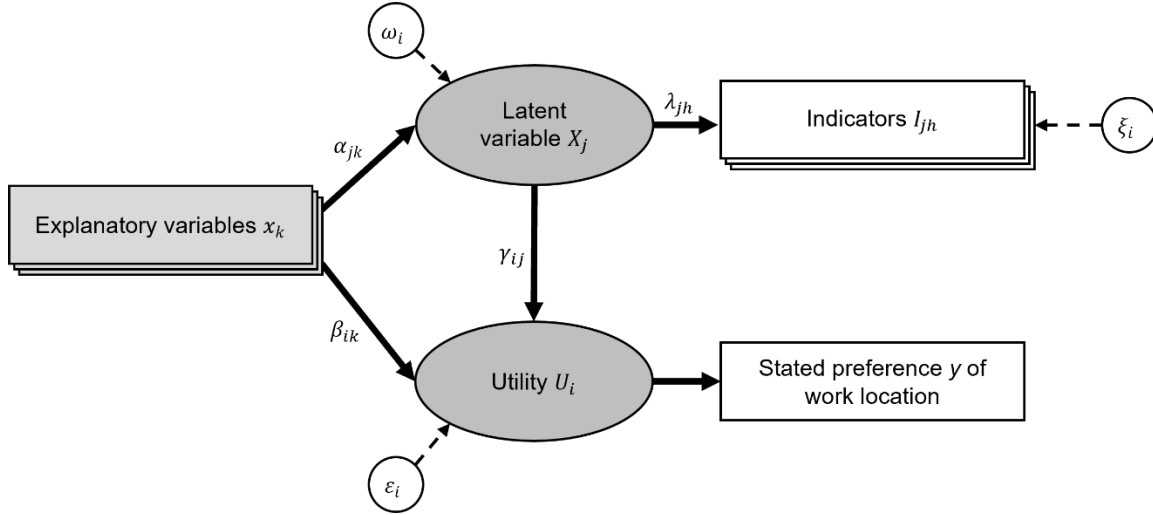 ω_i
Latent
variable X_j
λ_jh
Indicators I_jh
ξ_i
α_jk
Explanatory variables x_k
γ_ij
β_ik
Utility U_i
Stated preference y of
work location
ε_i